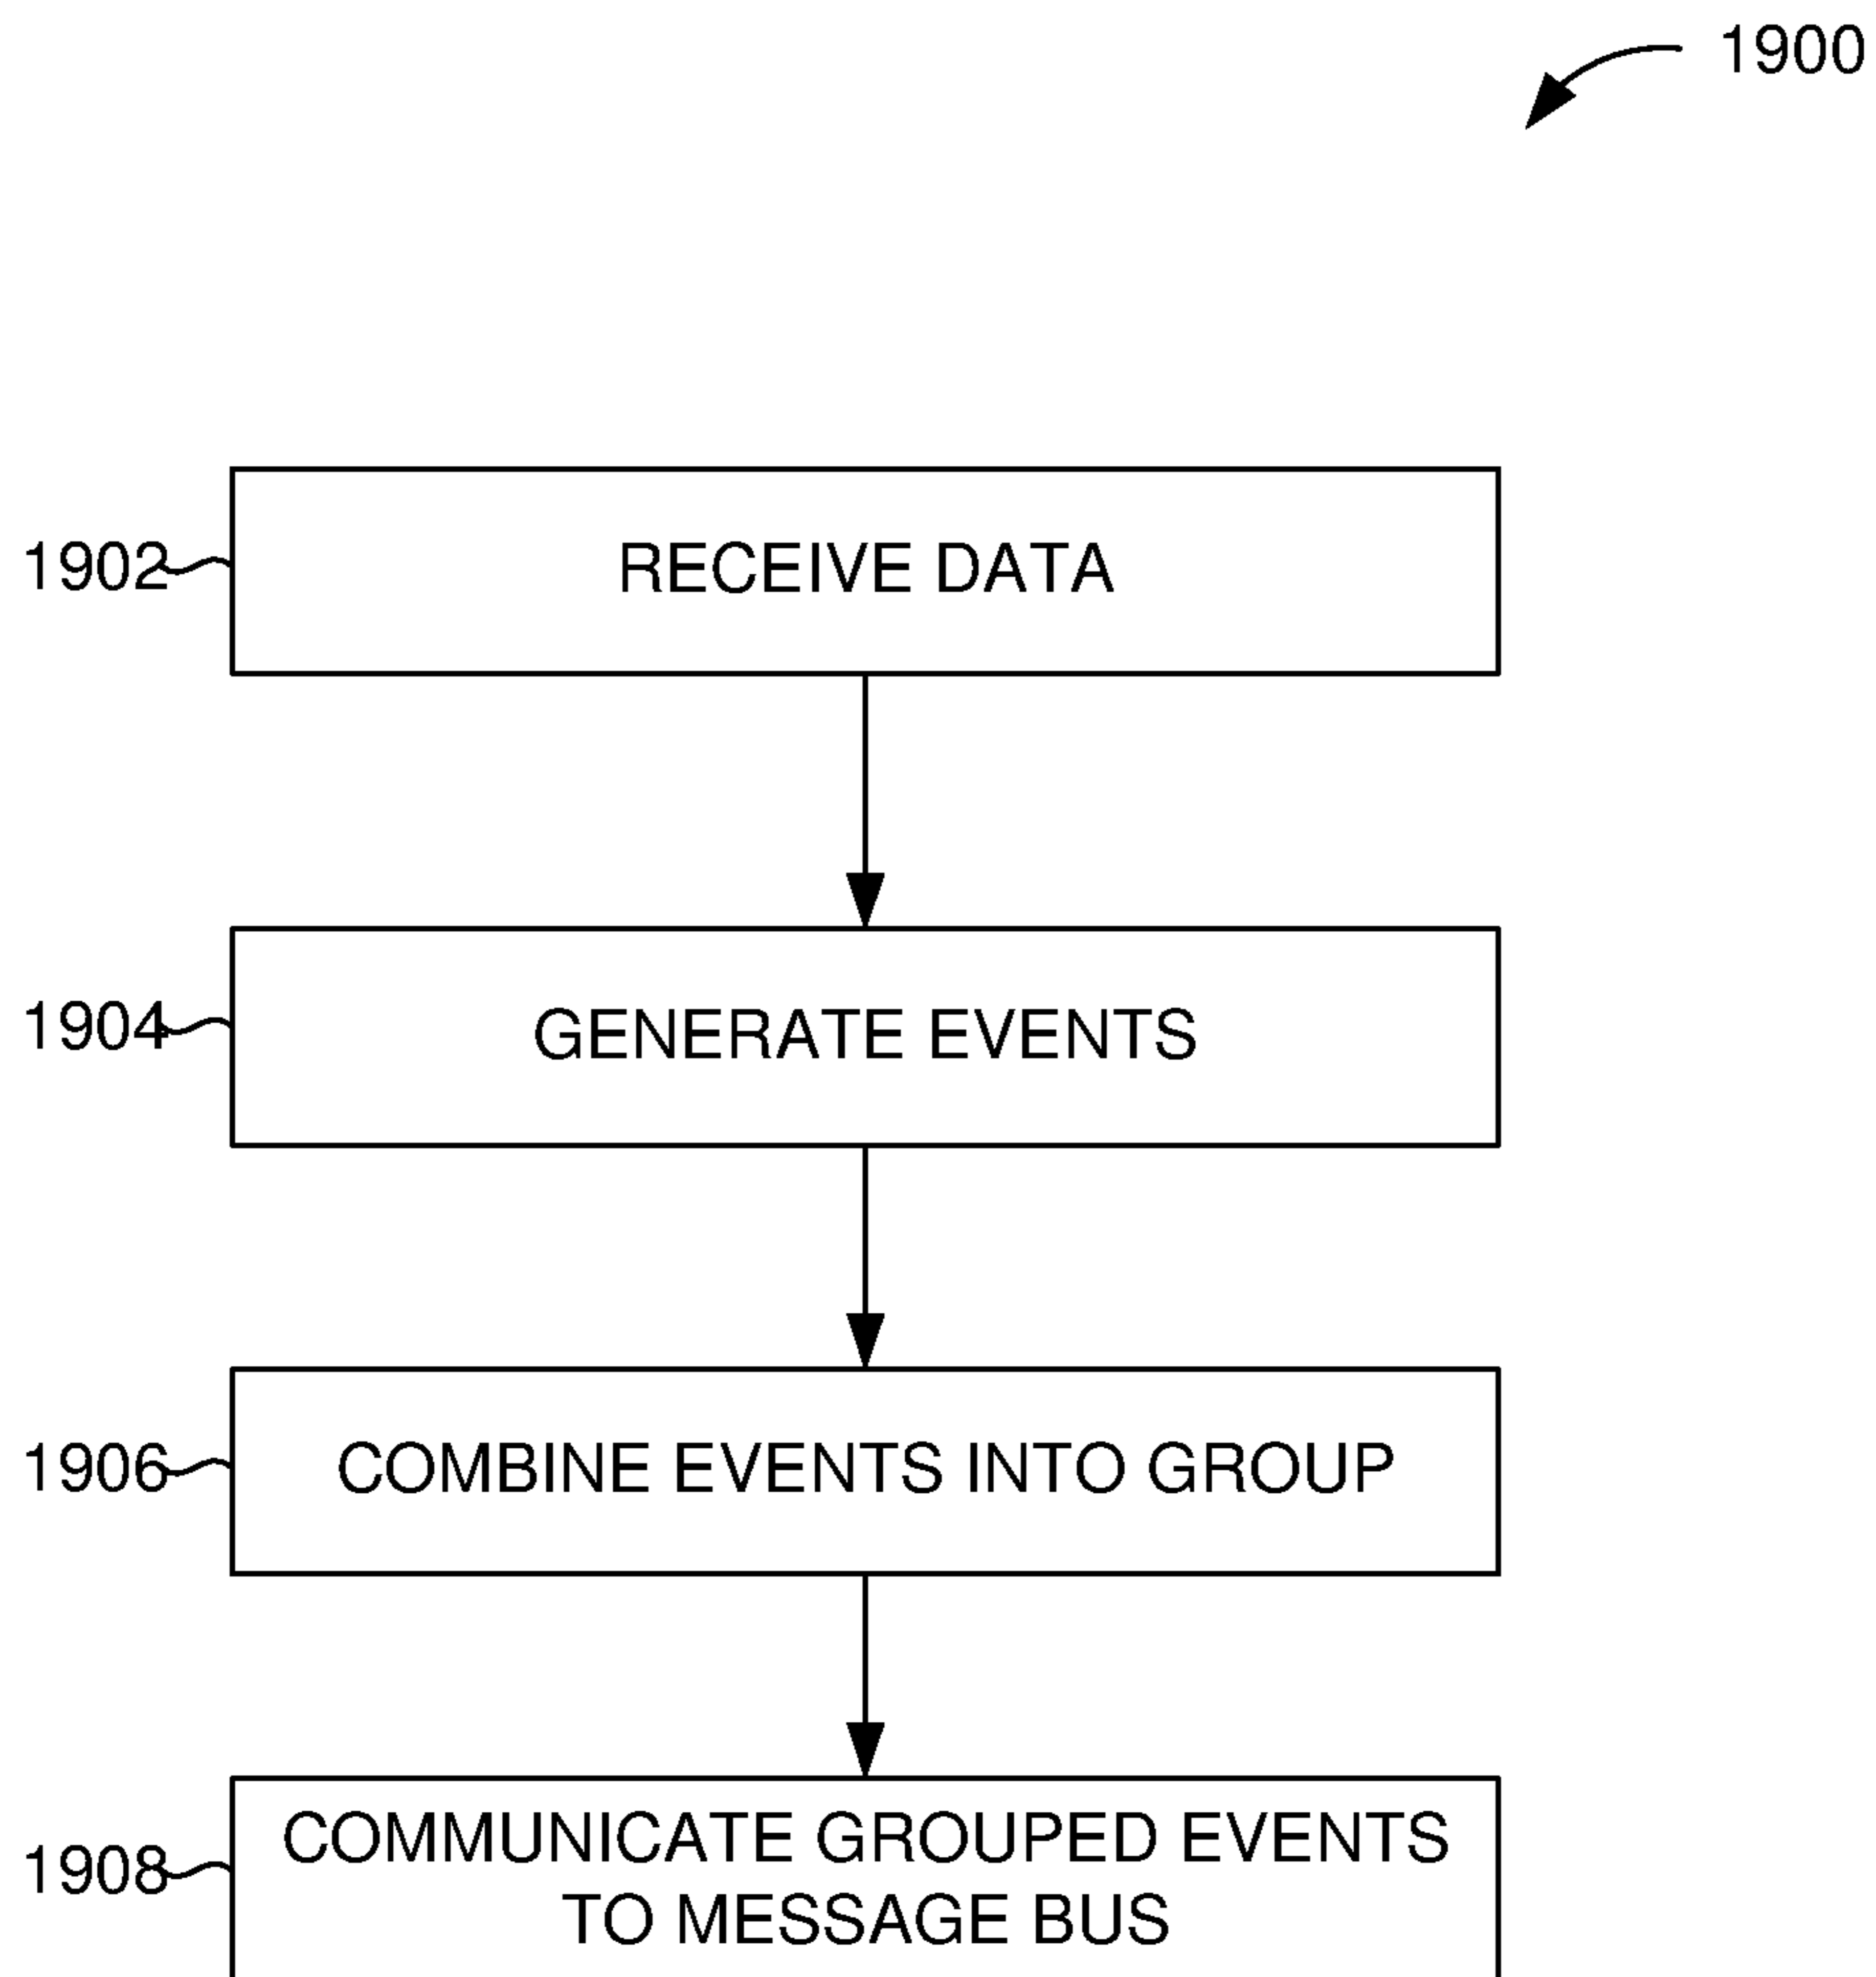 1900
1902
RECEIVE DATA
1904
GENERATE EVENTS
1906
COMBINE EVENTS INTO GROUP
1908
COMMUNICATE GROUPED EVENTS
TO MESSAGE BUS